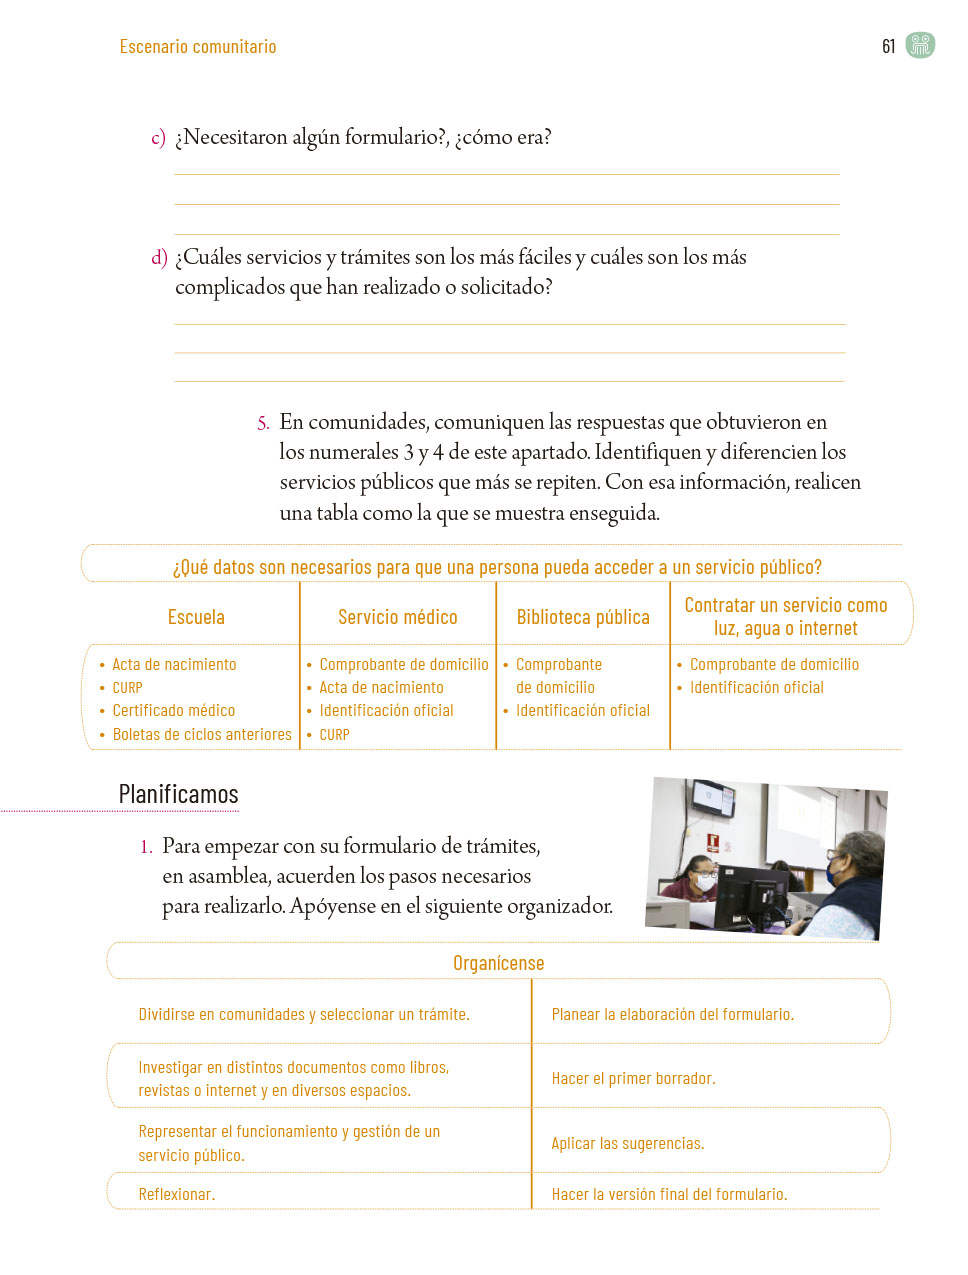 Escenario comunitario
61
c) ¿Necesitaron algún formulario?, ¿cómo era?
d) ¿Cuáles servicios y trámites son los más fáciles y cuáles son los más
complicados que han realizado o solicitado?
5. En comunidades, comuniquen las respuestas que obtuvieron en
los numerales 3 y 4 de este apartado. Identifiquen y diferencien los
servicios públicos que más se repiten. Con esa información, realicen
una tabla como la que se muestra enseguida.
¿Qué datos son necesarios para que una persona pueda acceder a un servicio público?
Escuela
Servicio médico
Biblioteca pública
Contratar un servicio como
luz, agua o internet
• Acta de nacimiento
• CURP
• Certificado médico
• Boletas de ciclos anteriores
• Comprobante de domicilio
• Acta de nacimiento
• Identificación oficial
• CURP
• Comprobante
de domicilio
• Identificación oficial
• Comprobante de domicilio
• Identificación oficial
Planificamos
1. Para empezar con su formulario de trámites,
en asamblea, acuerden los pasos necesarios
para realizarlo. Apóyense en el siguiente organizador.
Organícense
Dividirse en comunidades y seleccionar un trámite.
Planear la elaboración del formulario.
Investigar en distintos documentos como libros,
revistas o internet y en diversos espacios.
Hacer el primer borrador.
Representar el funcionamiento y gestión de un
servicio público.
Aplicar las sugerencias.
Reflexionar.
Hacer la versión final del formulario.